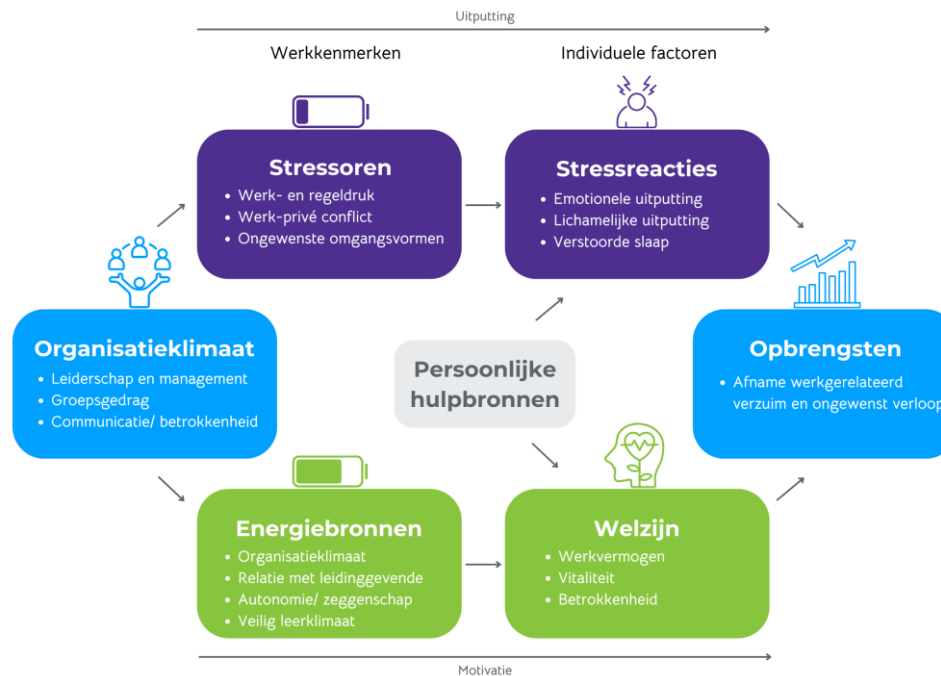 Uitputting
Werkkenmerken
Individuele factoren
Stressoren
• Werk- en regeldruk
• Werk-privé conflict
• Ongewenste omgangsvormen
Stressreacties
• Emotionele uitputting
• Lichamelijke uitputting
• Verstoorde slaap
Organisatieklimaat
• Leiderschap en management
• Groepsgedrag
• Communicatie/ betrokkenheid
Persoonlijke
hulpbronnen
Opbrengsten
• Afname werkgerelateerd
verzuim en ongewenst verloop
Energiebronnen
• Organisatieklimaat
• Relatie met leidinggevende
• Autonomie/ zeggenschap
• Veilig leerklimaat
Welzijn
• Werkvermogen
• Vitaliteit
• Betrokkenheid
Motivatie